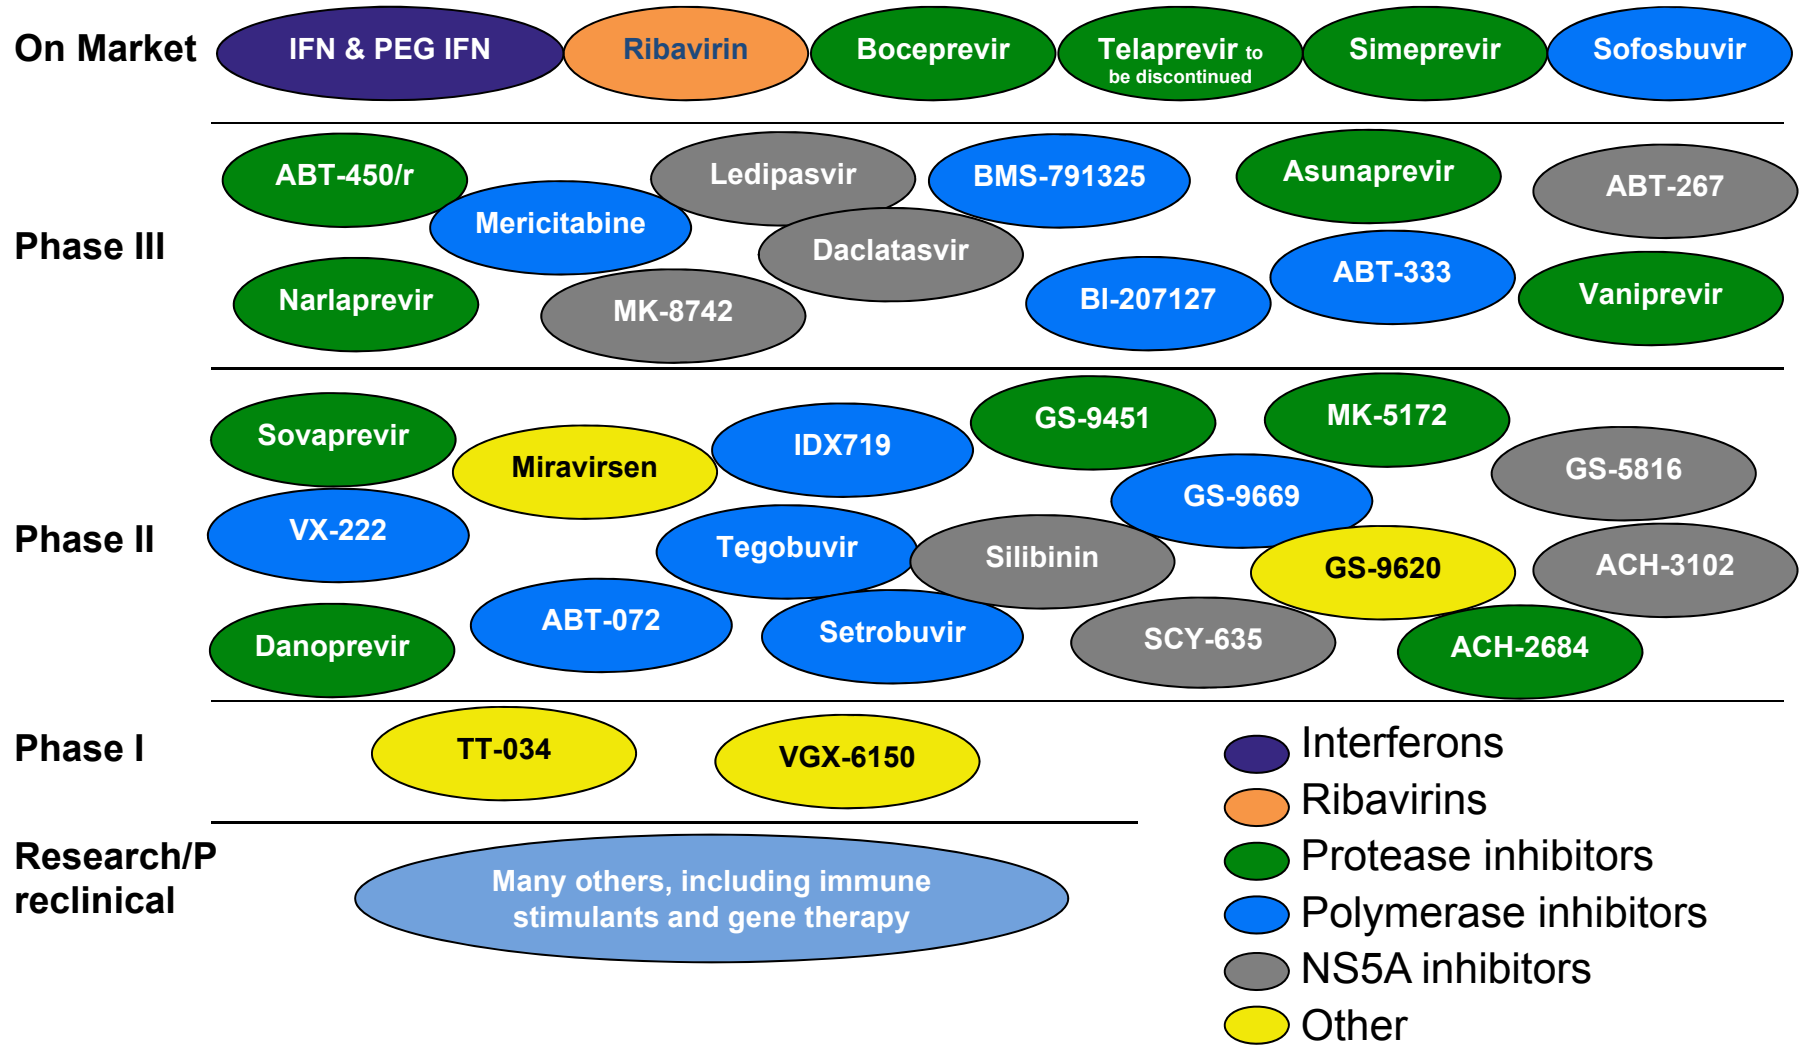 On Market
IFN & PEG IFN
Ribavirin
Boceprevir
Telaprevir to
be discontinued
Simeprevir
Sofosbuvir
Phase III
ABT-450/r
Mericitabine
Ledipasvir
BMS-791325
Asunaprevir
ABT-267
Narlaprevir
MK-8742
Daclatasvir
BI-207127
ABT-333
Vaniprevir
Phase II
Sovaprevir
Miravirsen
IDX719
GS-9451
MK-5172
GS-5816
VX-222
Tegobuvir
Silibinin
GS-9669
GS-9620
ACH-3102
Danoprevir
ABT-072
Setrobuvir
SCY-635
ACH-2684
Phase I
TT-034
VGX-6150
Research/P
reclinical
Many others, including immune
stimulants and gene therapy
Interferons
Ribavirins
Protease inhibitors
Polymerase inhibitors
NS5A inhibitors
Other